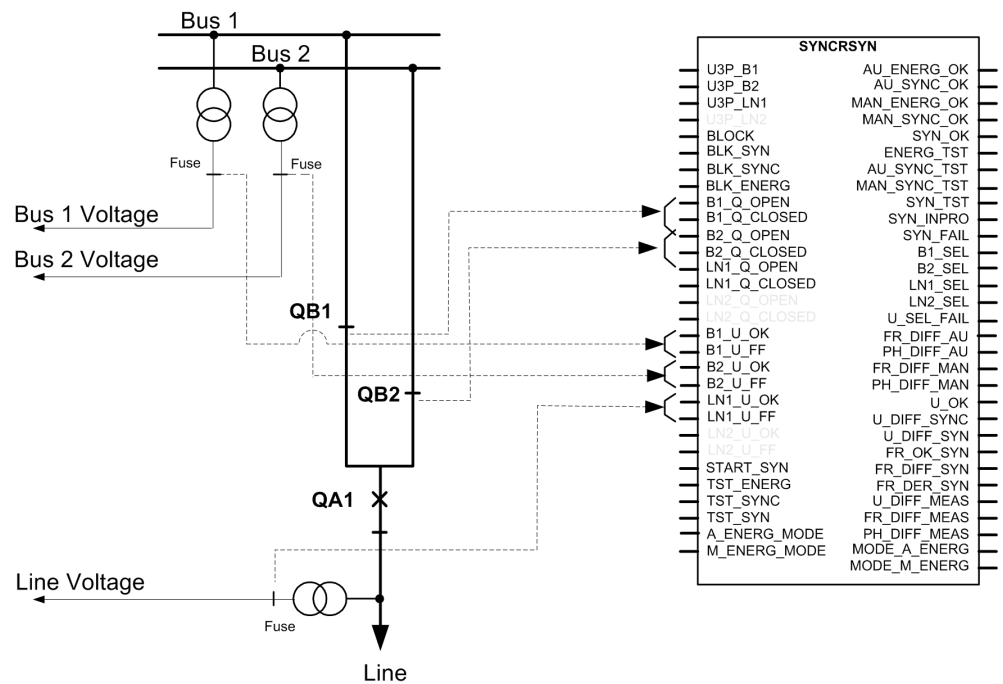 Bus 1
Bus 2
Fuse
Fuse
Bus 1 Voltage
Bus 2 Voltage
QB1
QB2
QA1
Line Voltage
Fuse
Line
SYNCRSYN
U3P_B1
U3P_B2
U3P_LN1
U3P_LN2
BLOCK
BLK_SYN
BLK_SYNC
BLK_ENERG
B1_Q_OPEN
B1_Q_CLOSED
B2_Q_OPEN
B2_Q_CLOSED
LN1_Q_OPEN
LN1_Q_CLOSED
LN2_Q_OPEN
LN2_Q_CLOSED
B1_U_OK
B1_U_FF
B2_U_OK
B2_U_FF
LN1_U_OK
LN1_U_FF
LN2_U_OK
LN2_U_FF
START_SYN
TST_ENERG
TST_SYNC
TST_SYN
A_ENERG_MODE
M_ENERG_MODE
AU_ENERG_OK
AU_SYNC_OK
MAN_ENERG_OK
MAN_SYNC_OK
SYN_OK
ENERG_TST
AU_SYNC_TST
MAN_SYNC_TST
SYN_TST
SYN_INPRO
SYN_FAIL
B1_SEL
B2_SEL
LN1_SEL
LN2_SEL
U_SEL_FAIL
FR_DIFF_AU
PH_DIFF_AU
FR_DIFF_MAN
PH_DIFF_MAN
U_OK
U_DIFF_SYNC
U_DIFF_SYN
FR_OK_SYN
FR_DIFF_SYN
FR_DER_SYN
U_DIFF_MEAS
FR_DIFF_MEAS
PH_DIFF_MEAS
MODE_A_ENERG
MODE_M_ENERG